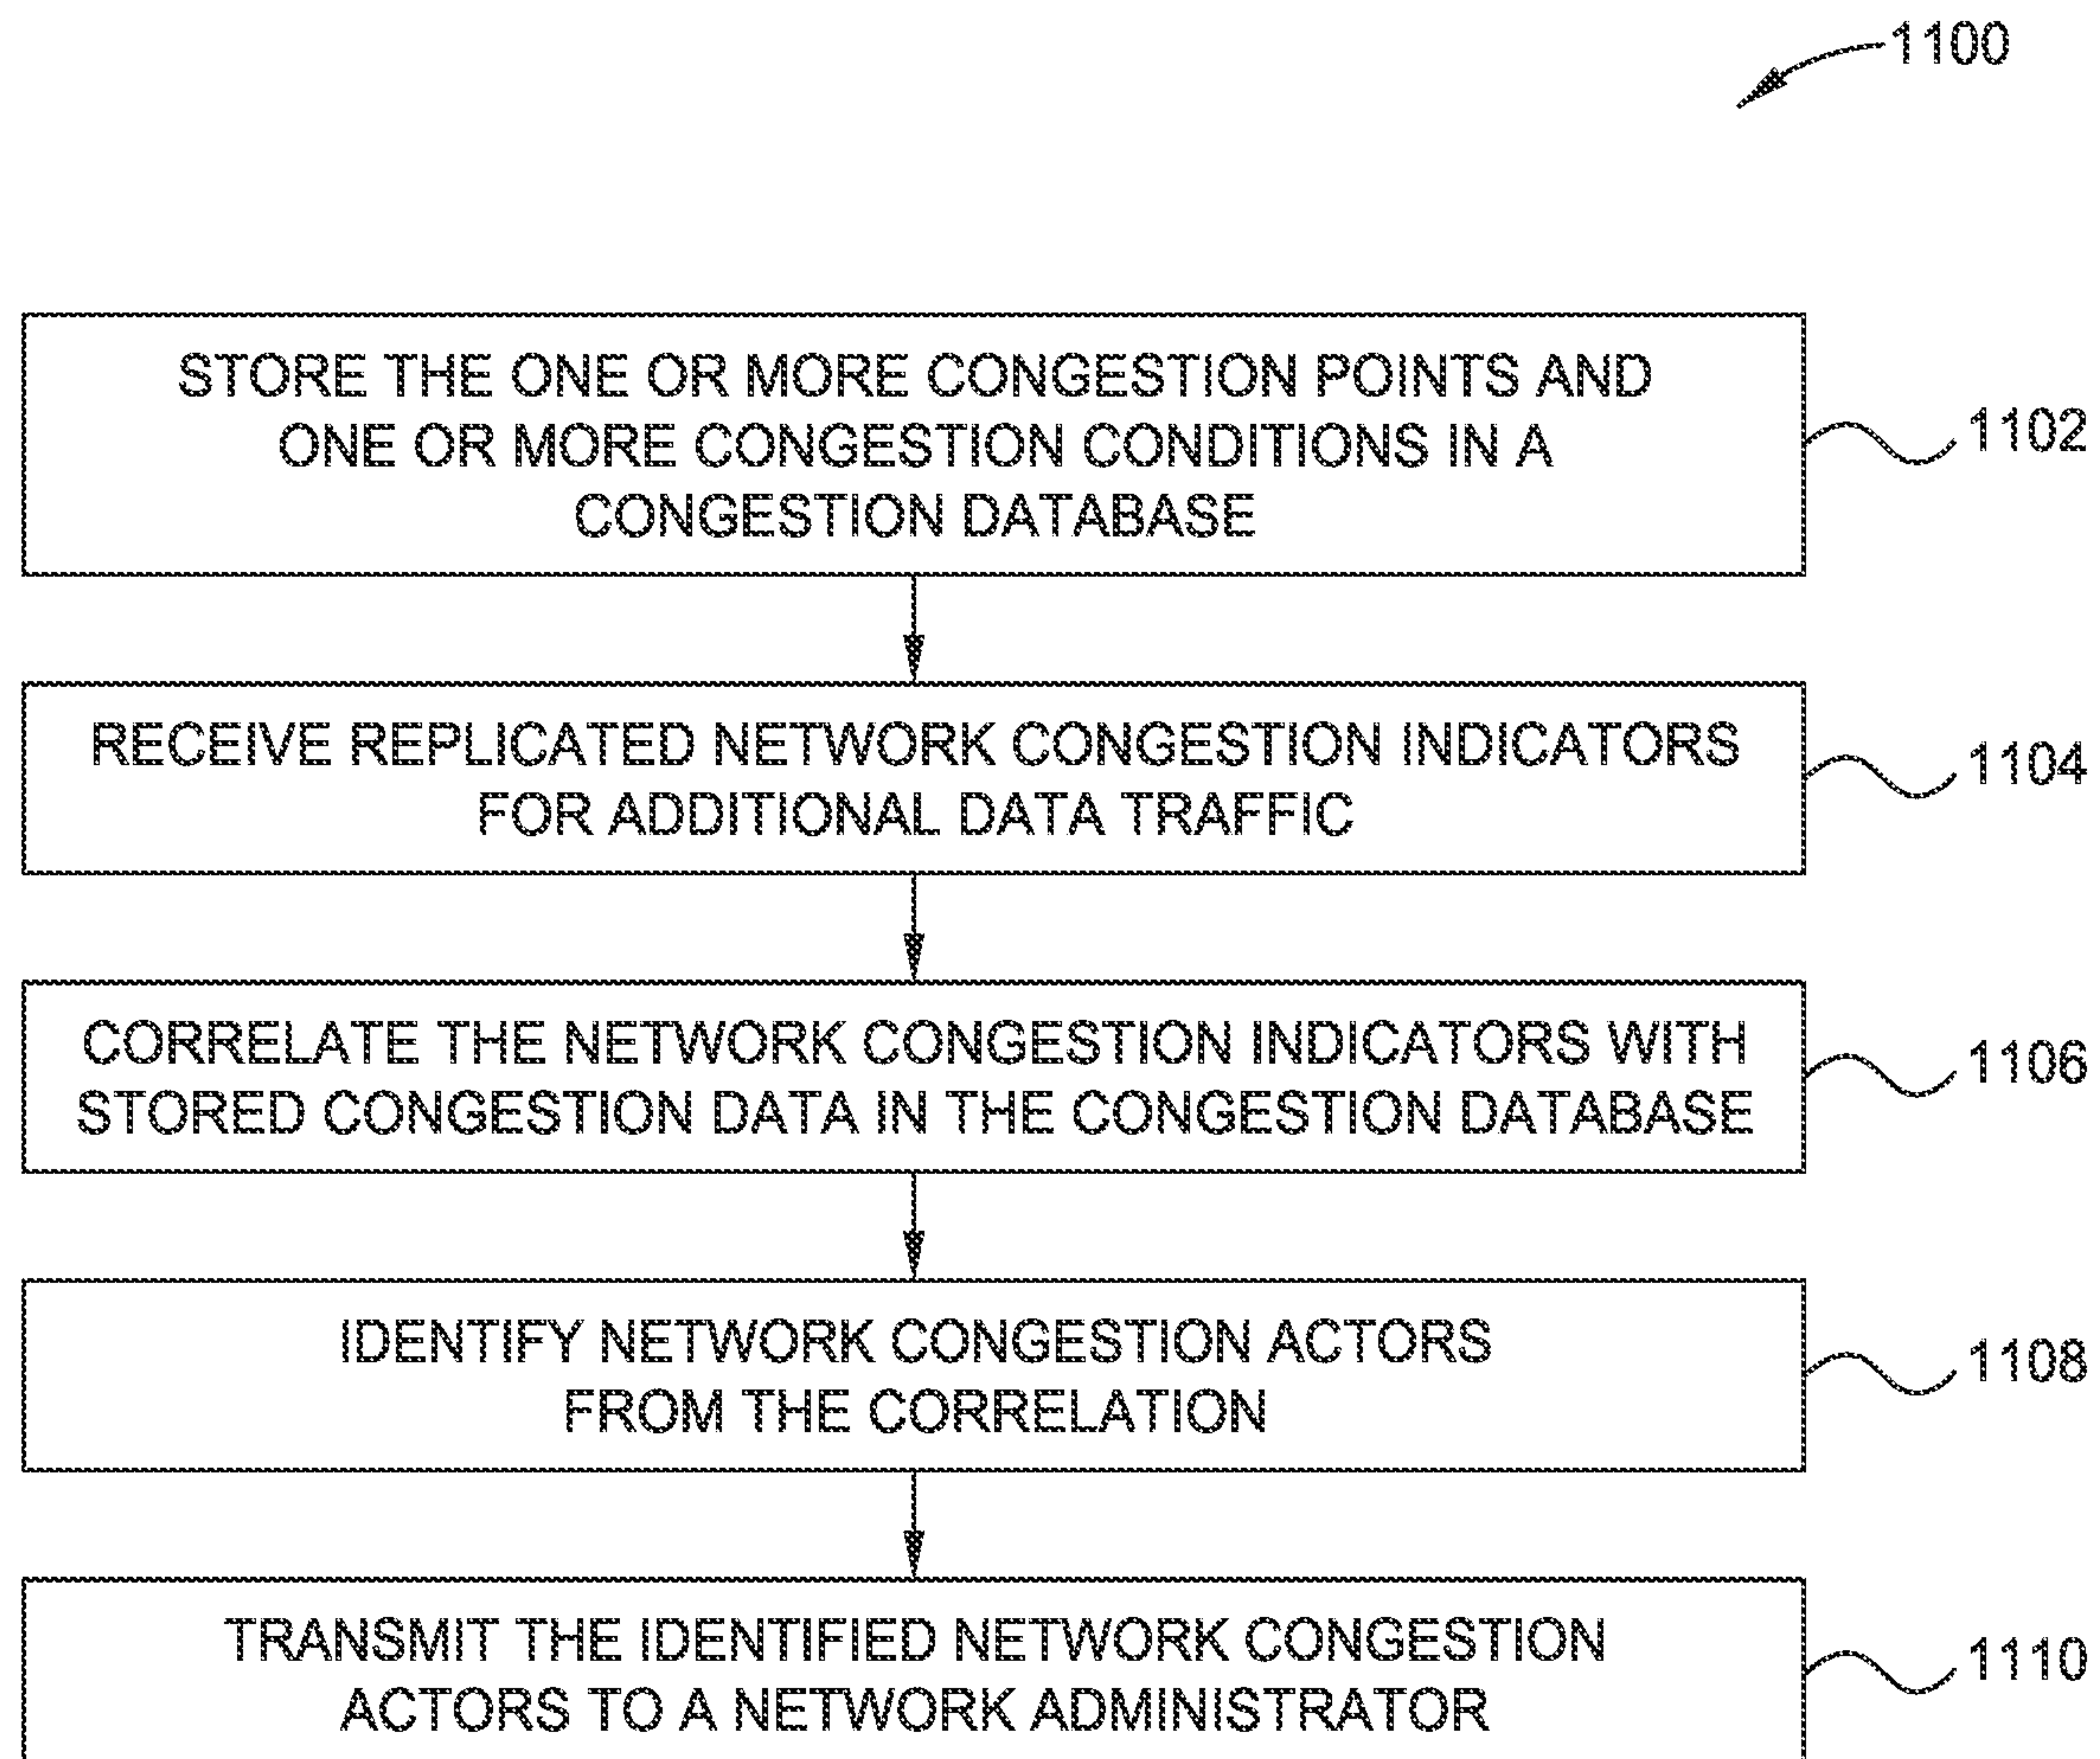 1100
STORE THE ONE OR MORE CONGESTION POINTS AND
ONE OR MORE CONGESTION CONDITIONS IN A
CONGESTION DATABASE
1102
RECEIVE REPLICATED NETWORK CONGESTION INDICATORS
FOR ADDITIONAL DATA TRAFFIC
1104
CORRELATE THE NETWORK CONGESTION INDICATORS WITH
STORED CONGESTION DATA IN THE CONGESTION DATABASE
1106
IDENTIFY NETWORK CONGESTION ACTORS
FROM THE CORRELATION
1108
TRANSMIT THE IDENTIFIED NETWORK CONGESTION
ACTORS TO A NETWORK ADMINISTRATOR
1110